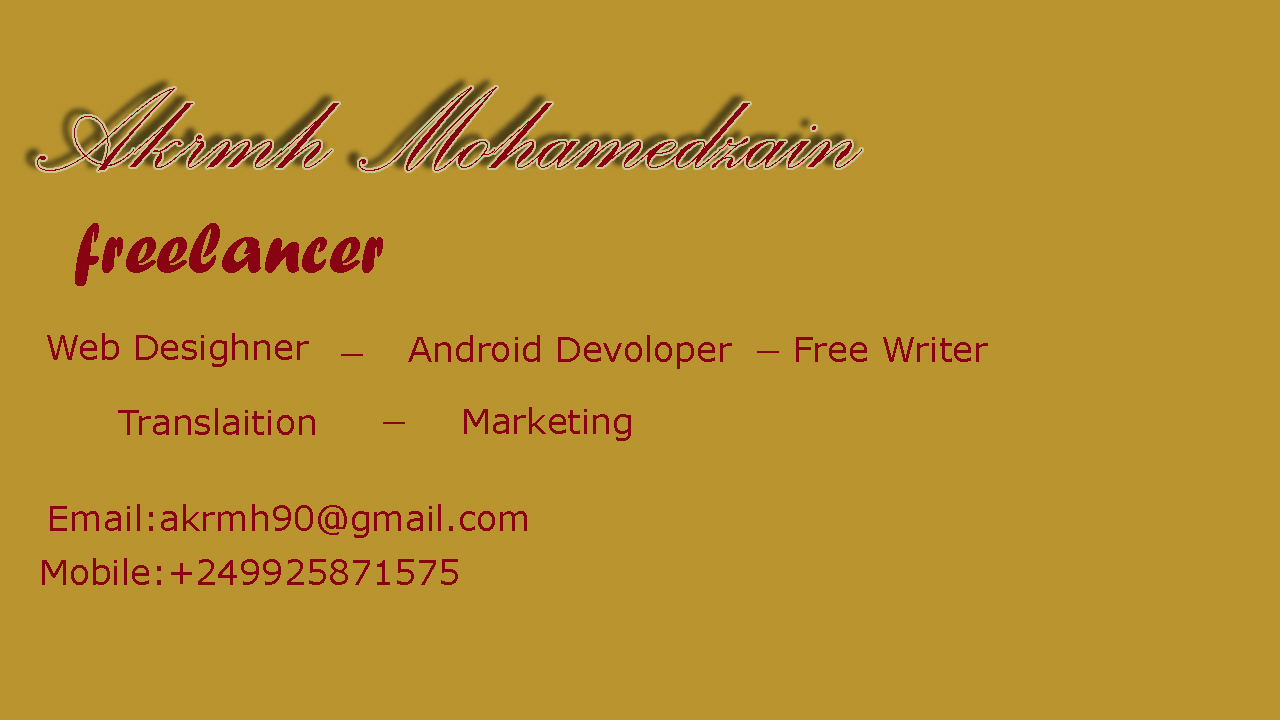 Akrmh Mohamedzain
freelancer
Web Desighner – Android Devoloper – Free Writer
Translaition – Marketing
Email:akrmh90@gmail.com
Mobile:+249925871575